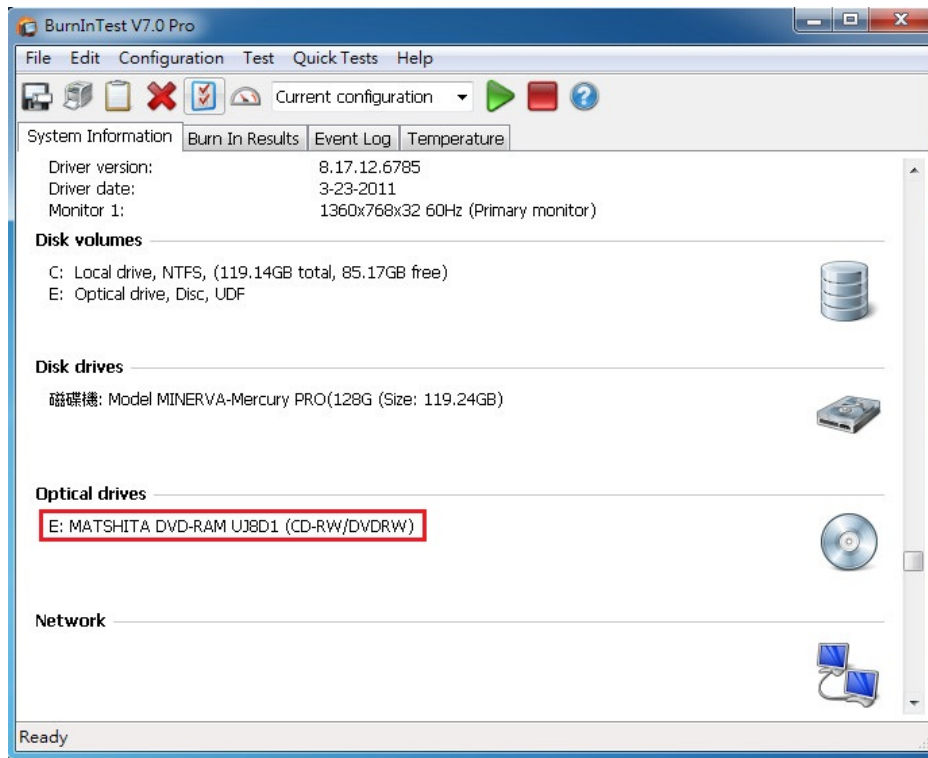 BurnInTest V7.0 Pro
File Edit Configuration Test Quick Tests Help
Current configuration
System Information Burn In Results Event Log Temperature
Driver version: 8.17.12.6785
Driver date: 3-23-2011
Monitor 1: 1360x768x32 60Hz (Primary monitor)
Disk volumes
C: Local drive, NTFS, (119.14GB total, 85.17GB free)
E: Optical drive, Disc, UDF
Disk drives
磁碟機: Model MINERVA-Mercury PRO(128G (Size: 119.24GB)
Optical drives
E: MATSHITA DVD-RAM UJ8D1 (CD-RW/DVDRW)
Network
Ready